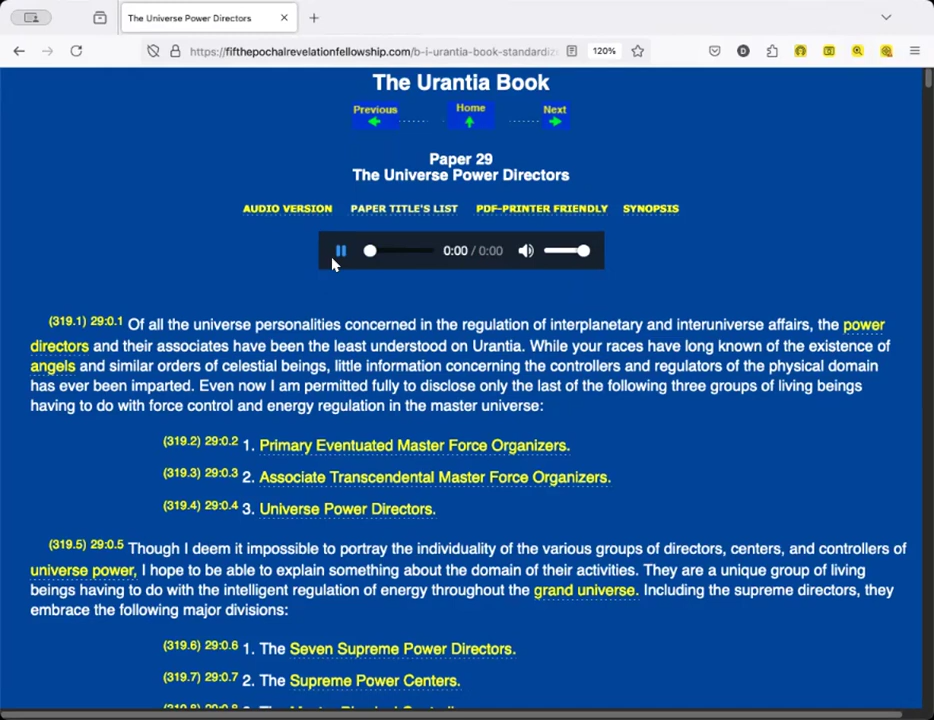 The Universe Power Directors
https://fifthepochalrevelationfellowship.com/b-i-urantia-book-standardiz
120%
The Urantia Book
Previous Home Next
Paper 29
The Universe Power Directors
AUDIO VERSION PAPER TITLE'S LIST PDF-PRINTER FRIENDLY SYNOPSIS
0:00 / 0:00
(319.1) 29:0.1 Of all the universe personalities concerned in the regulation of interplanetary and interuniverse affairs, the power
directors and their associates have been the least understood on Urantia. While your races have long known of the existence of
angels and similar orders of celestial beings, little information concerning the controllers and regulators of the physical domain
has ever been imparted. Even now I am permitted fully to disclose only the last of the following three groups of living beings
having to do with force control and energy regulation in the master universe:
(319.2) 29:0.2 1. Primary Eventuated Master Force Organizers.
(319.3) 29:0.3 2. Associate Transcendental Master Force Organizers.
(319.4) 29:0.4 3. Universe Power Directors.
(319.5) 29:0.5 Though I deem it impossible to portray the individuality of the various groups of directors, centers, and controllers of
universe power, I hope to be able to explain something about the domain of their activities. They are a unique group of living
beings having to do with the intelligent regulation of energy throughout the grand universe. Including the supreme directors, they
embrace the following major divisions:
(319.6) 29:0.6 1. The Seven Supreme Power Directors.
(319.7) 29:0.7 2. The Supreme Power Centers.